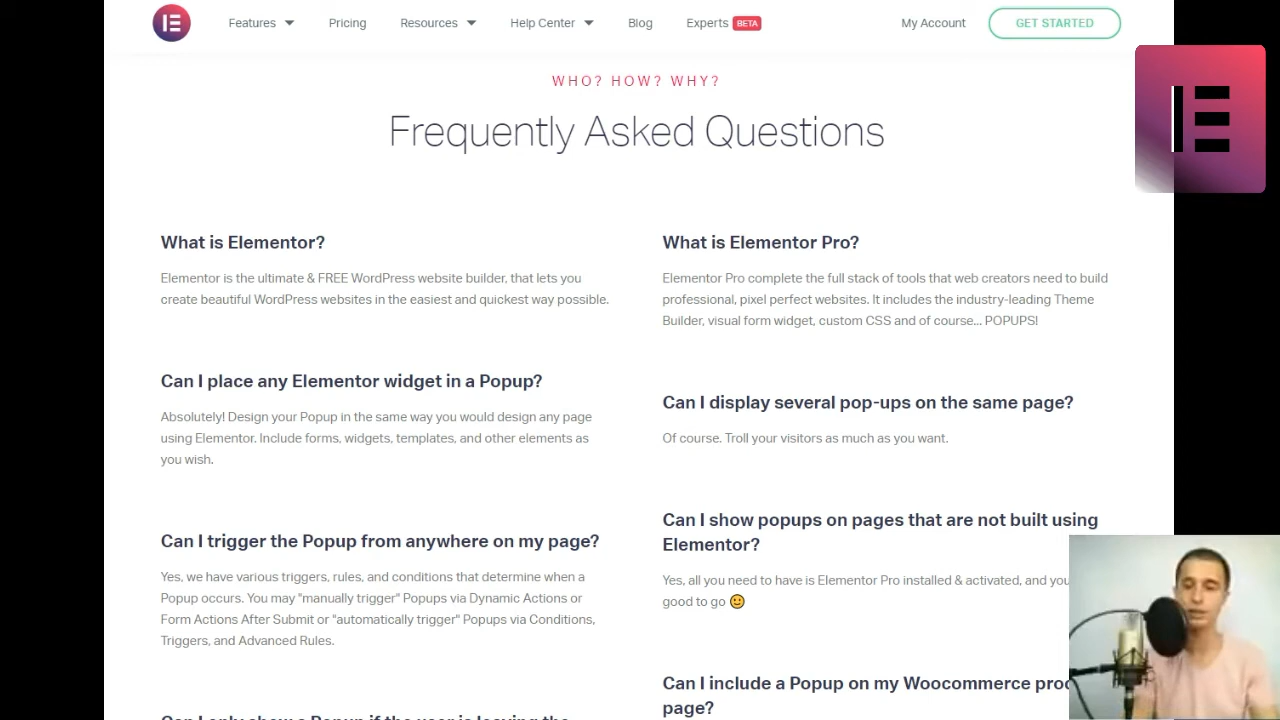 Features
Pricing
Resources
Help Center
Blog
Experts BETA
My Account
GET STARTED
WHO? HOW? WHY?
Frequently Asked Questions
What is Elementor?
Elementor is the ultimate & FREE WordPress website builder, that lets you
create beautiful WordPress websites in the easiest and quickest way possible.
Can I place any Elementor widget in a Popup?
Absolutely! Design your Popup in the same way you would design any page
using Elementor. Include forms, widgets, templates, and other elements as
you wish.
Can I trigger the Popup from anywhere on my page?
Yes, we have various triggers, rules, and conditions that determine when a
Popup occurs. You may "manually trigger" Popups via Dynamic Actions or
Form Actions After Submit or "automatically trigger" Popups via Conditions,
Triggers, and Advanced Rules.
Can I only show a Popup if the user is leaving the
What is Elementor Pro?
Elementor Pro complete the full stack of tools that web creators need to build
professional, pixel perfect websites. It includes the industry-leading Theme
Builder, visual form widget, custom CSS and of course... POPUPS!
Can I display several pop-ups on the same page?
Of course. Troll your visitors as much as you want.
Can I show popups on pages that are not built using
Elementor?
Yes, all you need to have is Elementor Pro installed & activated, and you
good to go 🙂
Can I include a Popup on my Woocommerce
page?